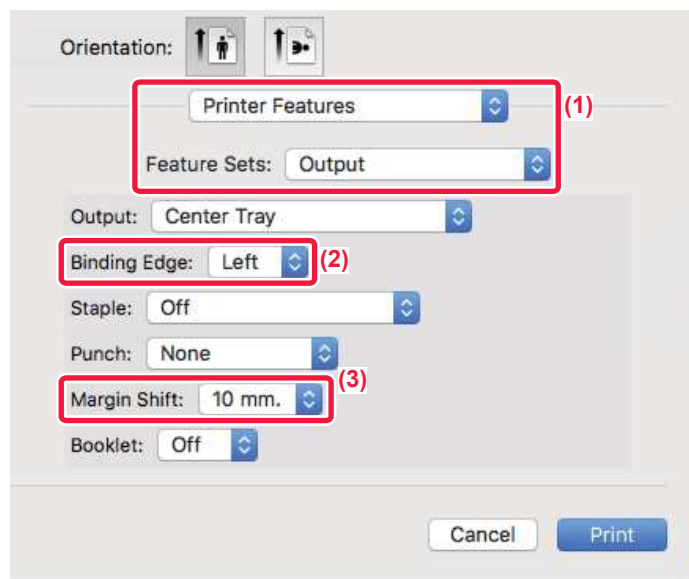 Orientation:
Printer Features
(1)
Feature Sets: Output
Output: Center Tray
Binding Edge: Left
(2)
Staple: Off
Punch: None
(3)
Margin Shift: 10 mm.
Booklet: Off
Cancel Print